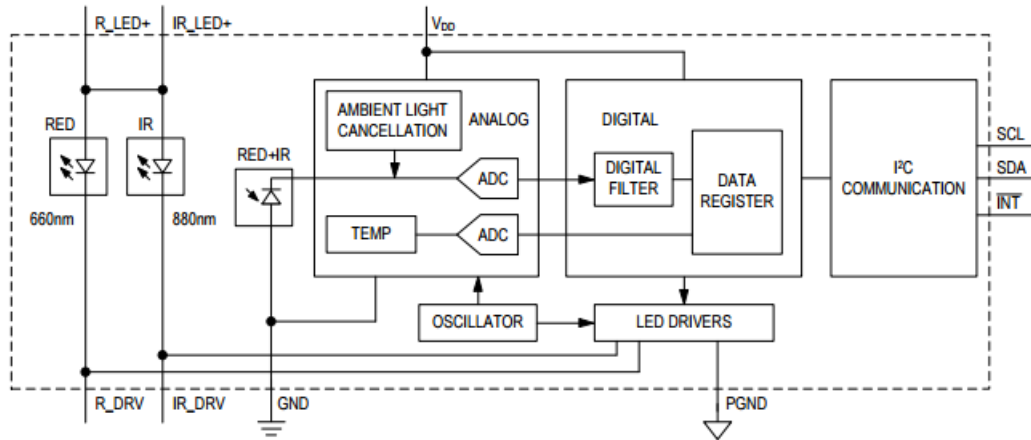 R_LED+
IR_LED+
V_DD
RED
IR
660nm
880nm
RED+IR
AMBIENT LIGHT
CANCELLATION
ANALOG
ADC
TEMP
ADC
DIGITAL
DIGITAL
FILTER
DATA
REGISTER
I²C
COMMUNICATION
SCL
SDA
INT
OSCILLATOR
LED DRIVERS
R_DRV
IR_DRV
GND
PGND